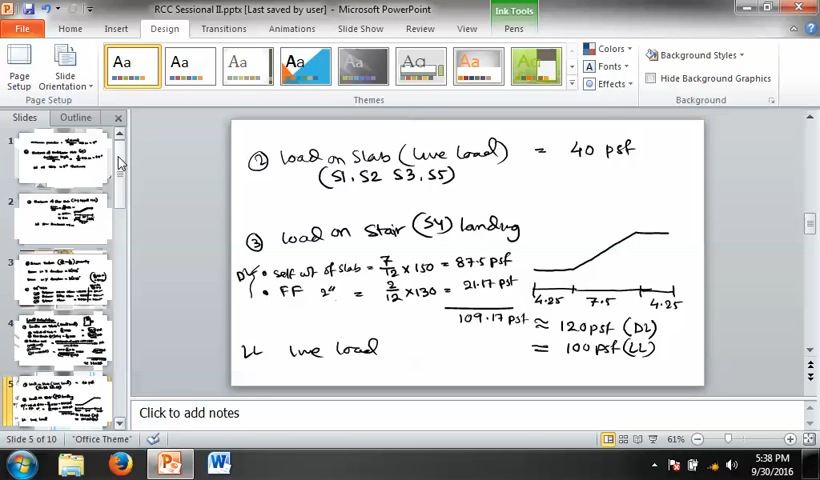 RCC Sessional II.pptx [Last saved by user] - Microsoft PowerPoint
Ink Tools
File Home Insert Design Transitions Animations Slide Show Review View Pens
Page Setup
Slide Orientation
Aa Aa Aa Aa Aa Aa Aa
Colors
Fonts
Effects
Background Styles
Hide Background Graphics
Page Setup Themes Background
Slides Outline
1
2
3
4
5
② Load on Slab (Live Load) = 40 psf
(S1, S2 S3, S5)
③ Load on Stair (S4) landing
DL • Self wt of slab = 7/12 x 150 = 87.5 psf
• FF 2" = 2/12 x 130 = 21.17 psf
109.17 psf ≈ 120 psf (DL)
4.25 7.5 4.25
LL Live Load = 100 psf (LL)
Click to add notes
Slide 5 of 10 "Office Theme" 61%
5:38 PM
9/30/2016